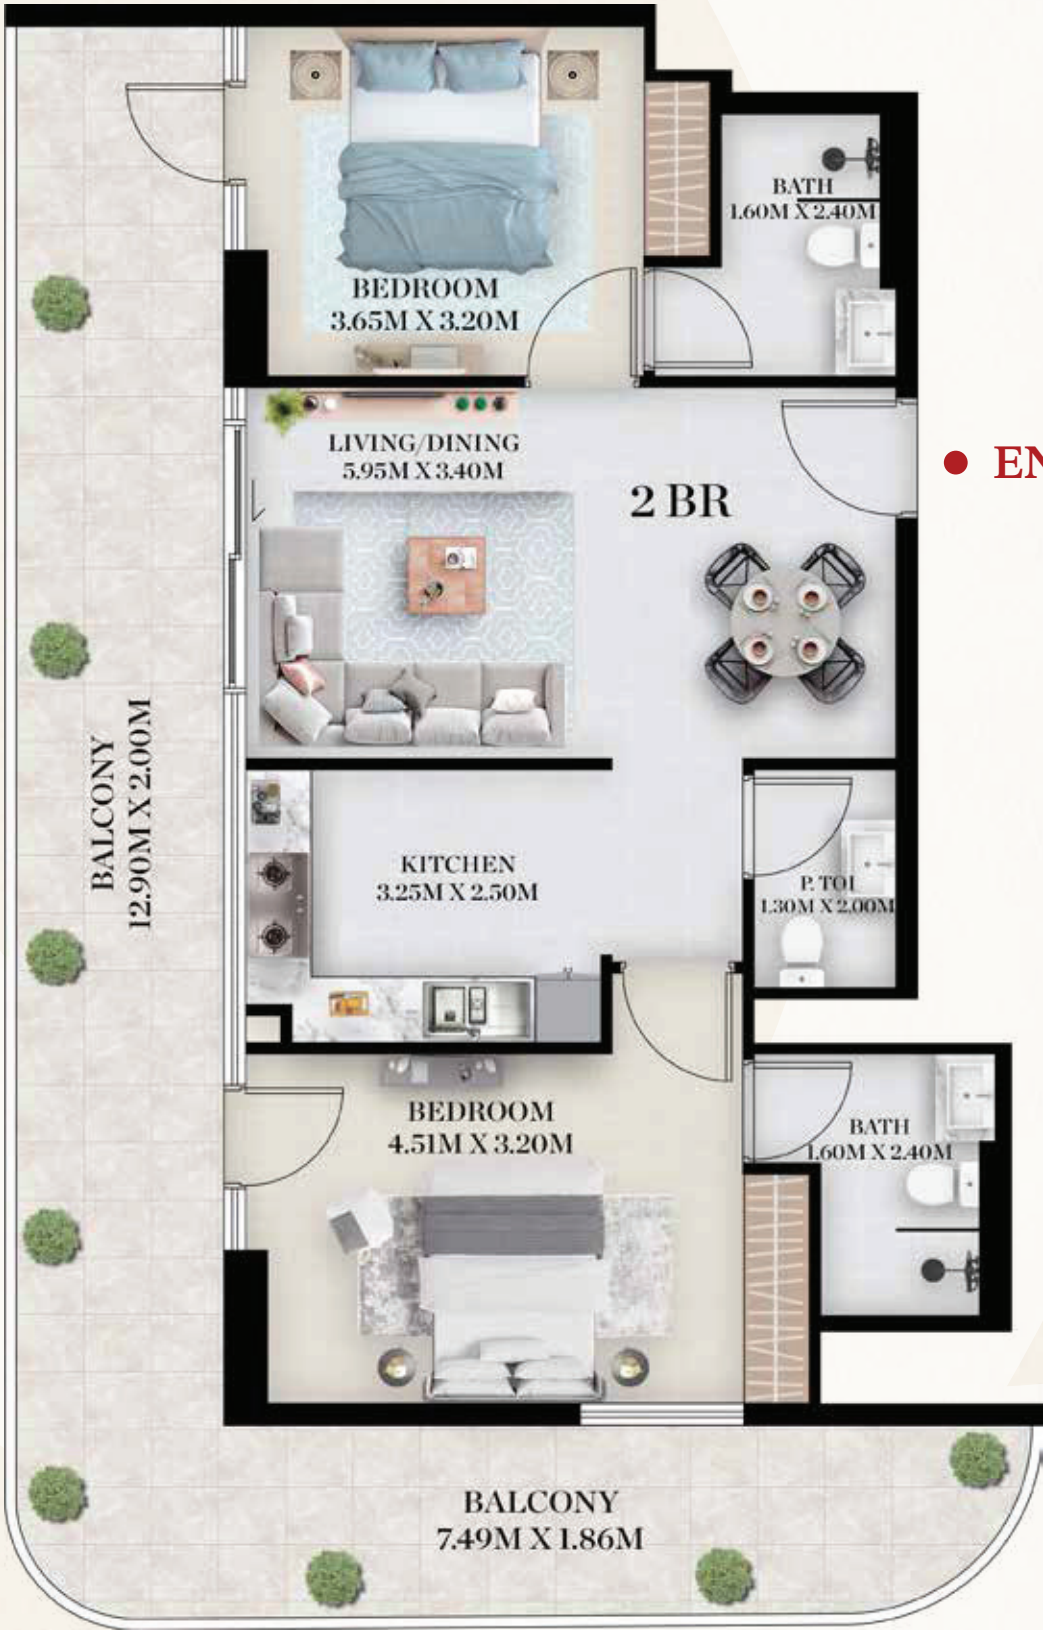 BATH
1.60M X 2.40M
BEDROOM
3.65M X 3.20M
LIVING/DINING
5.95M X 3.40M
2 BR
• EN
BALCONY
12.90M X 2.00M
KITCHEN
3.25M X 2.50M
P. TOI
1.30M X 2.00M
BEDROOM
4.51M X 3.20M
BATH
1.60M X 2.40M
BALCONY
7.49M X 1.86M